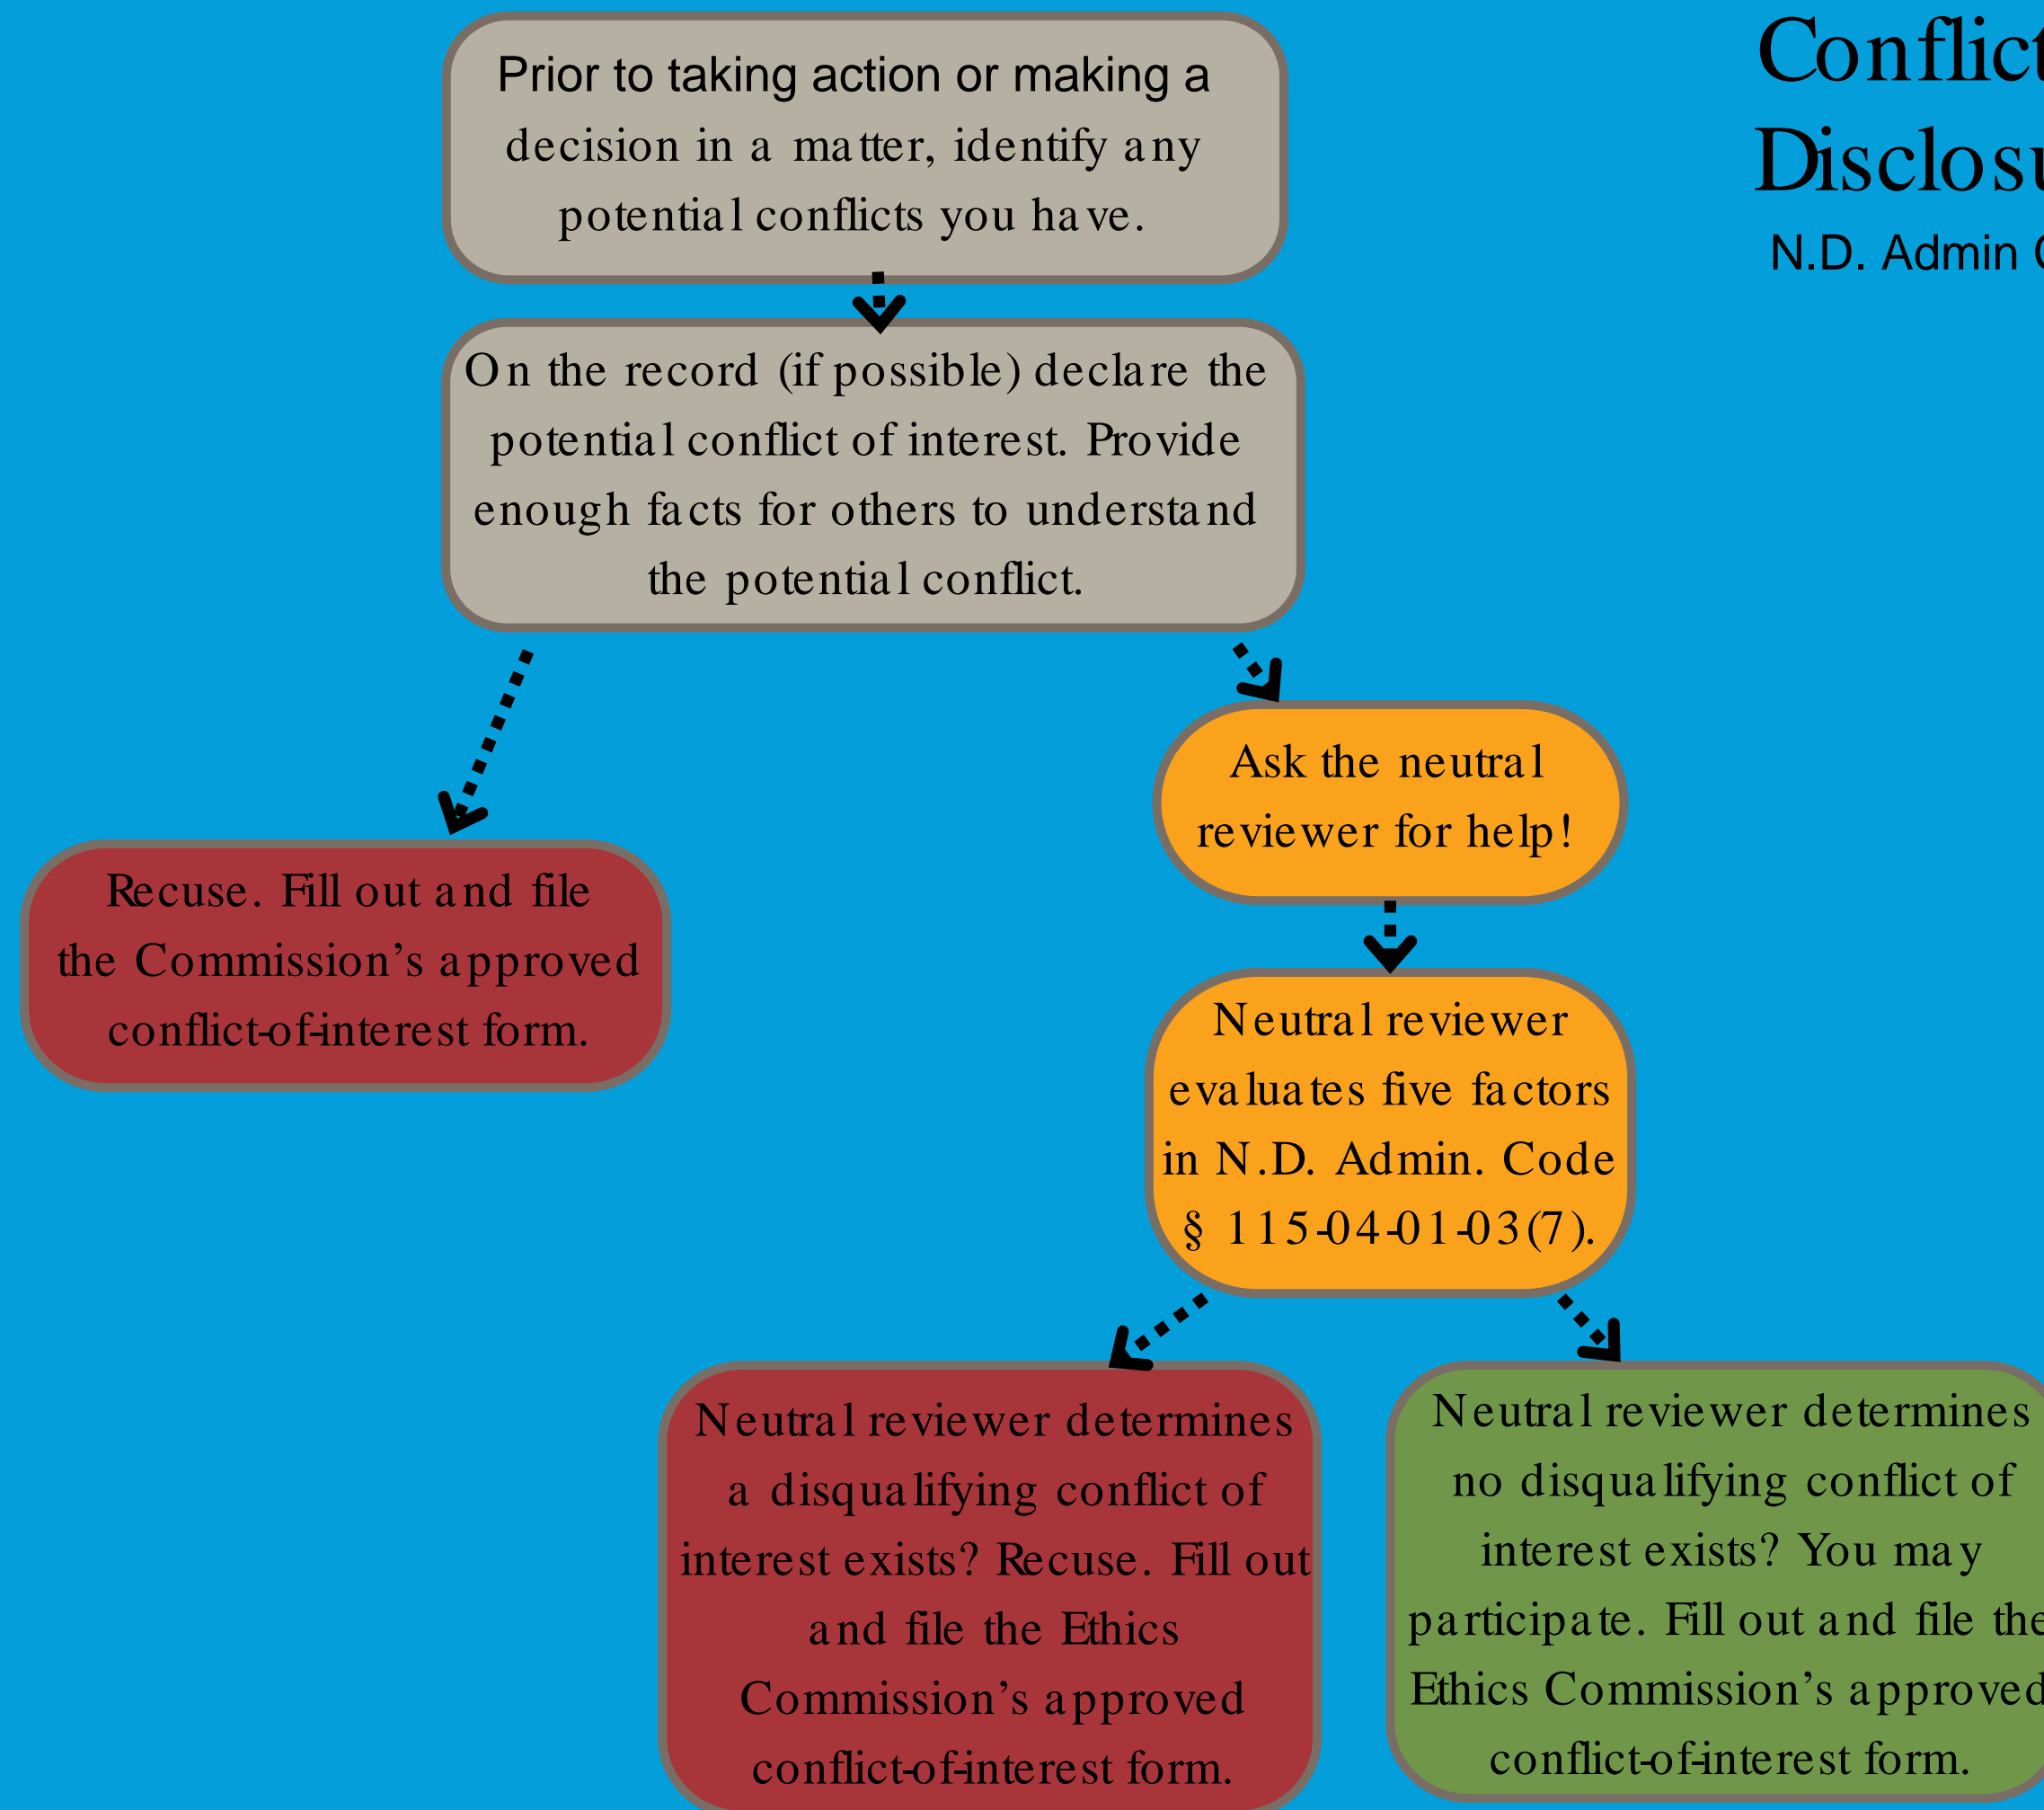 Prior to taking action or making a
decision in a matter, identify any
potential conflicts you have.
Conflict
Disclosu
N.D. Admin
On the record (if possible) declare the
potential conflict of interest. Provide
enough facts for others to understand
the potential conflict.
Recuse. Fill out and file
the Commission’s approved
conflict-of-interest form.
Ask the neutral
reviewer for help!
Neutral reviewer
evaluates five factors
in N.D. Admin. Code
§ 115-04-01-03(7).
Neutral reviewer determines
a disqualifying conflict of
interest exists? Recuse. Fill out
and file the Ethics
Commission’s approved
conflict-of-interest form.
Neutral reviewer determines
no disqualifying conflict of
interest exists? You may
participate. Fill out and file the
Ethics Commission’s approved
conflict-of-interest form.